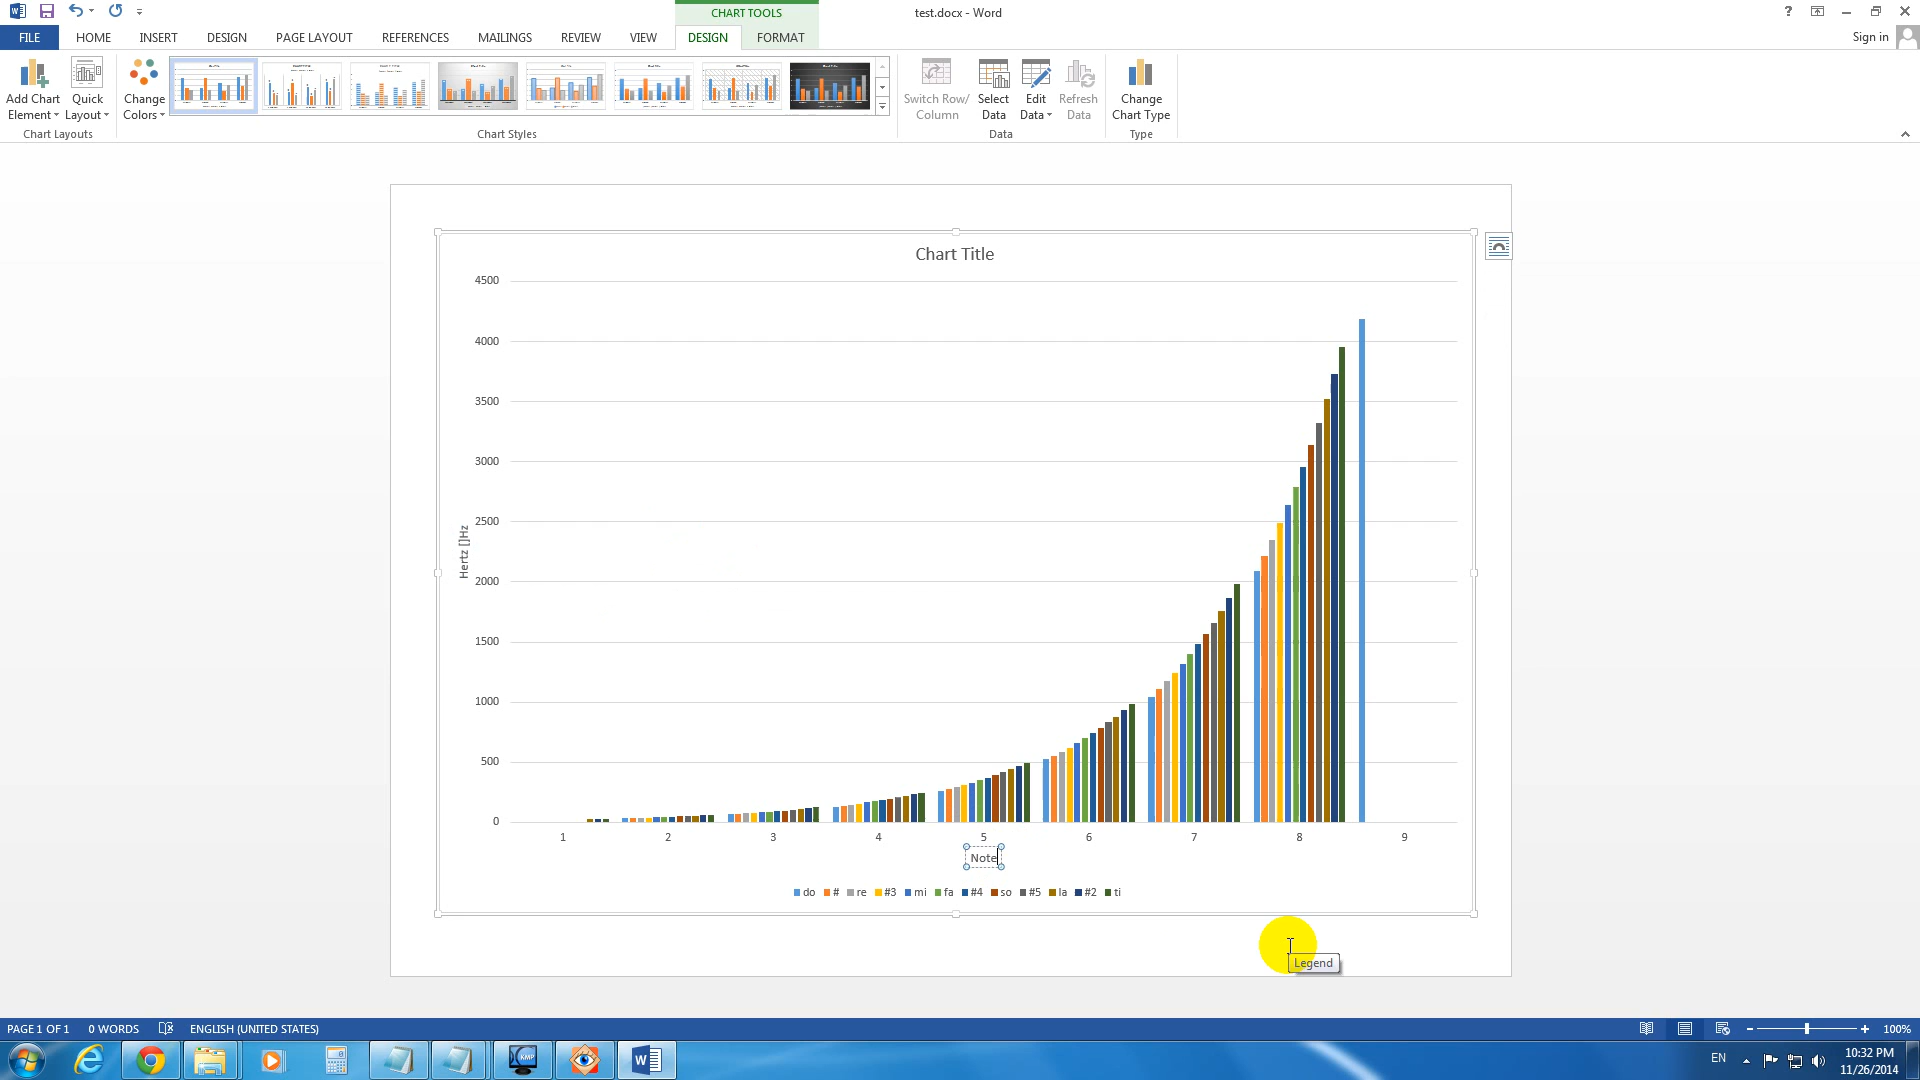 CHART TOOLS
test.docx - Word
?
FILE HOME INSERT DESIGN PAGE LAYOUT REFERENCES MAILINGS REVIEW VIEW DESIGN FORMAT
Sign in
Add Chart Element
Quick Layout
Change Colors
Switch Row/ Column
Select Data
Edit Data
Refresh Data
Change Chart Type
Chart Layouts
Chart Styles
Data
Type
Chart Title
4500
4000
3500
3000
2500
2000
1500
1000
500
0
Hertz []Hz
1 2 3 4 5 6 7 8 9
Note
do # re #3 mi fa #4 so #5 la #2 ti
Legend
PAGE 1 OF 1 0 WORDS ENGLISH (UNITED STATES)
100%
KMP
EN
10:32 PM
11/26/2014